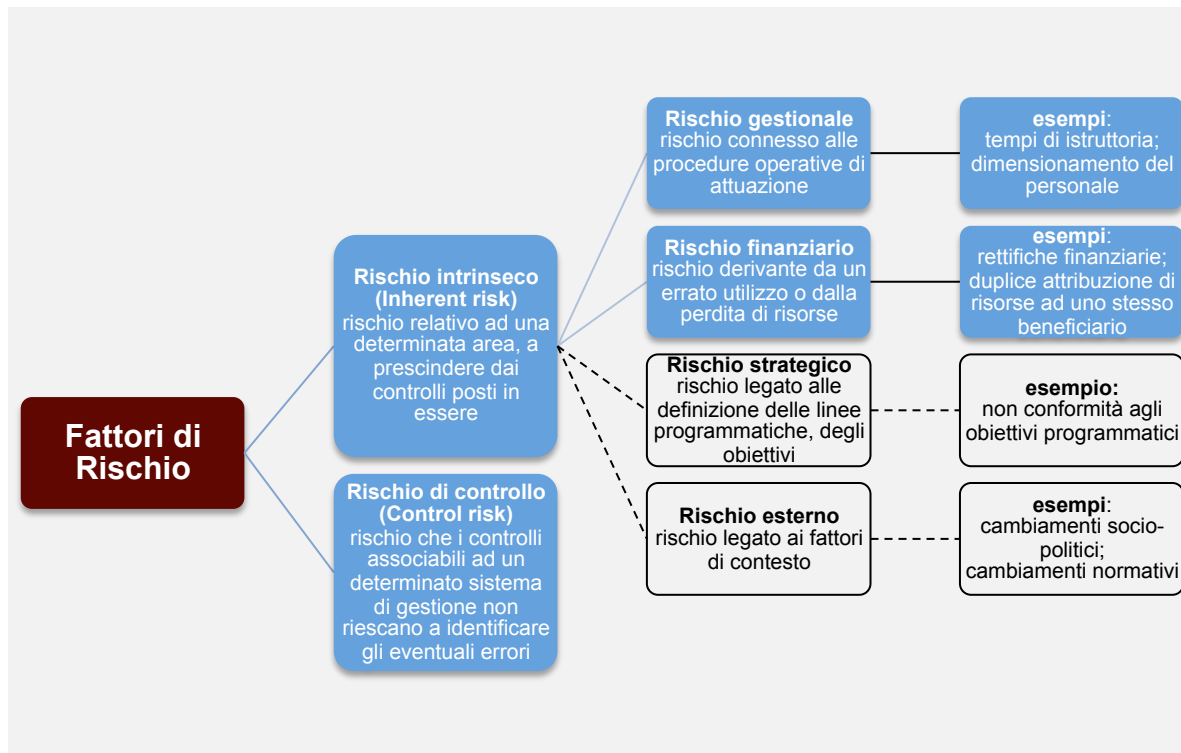 Fattori di
Rischio
Rischio intrinseco
(Inherent risk)
rischio relativo ad una
determinata area, a
prescindere dai
controlli posti in
essere
Rischio di controllo
(Control risk)
rischio che i controlli
associabili ad un
determinato sistema
di gestione non
riescano a identificare
gli eventuali errori
Rischio gestionale
rischio connesso alle
procedure operative di
attuazione
esempi:
tempi di istruttoria;
dimensionamento del
personale
Rischio finanziario
rischio derivante da un
errato utilizzo o dalla
perdita di risorse
esempi:
rettifiche finanziarie;
duplice attribuzione di
risorse ad uno stesso
beneficiario
Rischio strategico
rischio legato alle
definizione delle linee
programmatiche, degli
obiettivi
esempio:
non conformità agli
obiettivi programmatici
Rischio esterno
rischio legato ai fattori
di contesto
esempi:
cambiamenti socio-
politici;
cambiamenti normativi